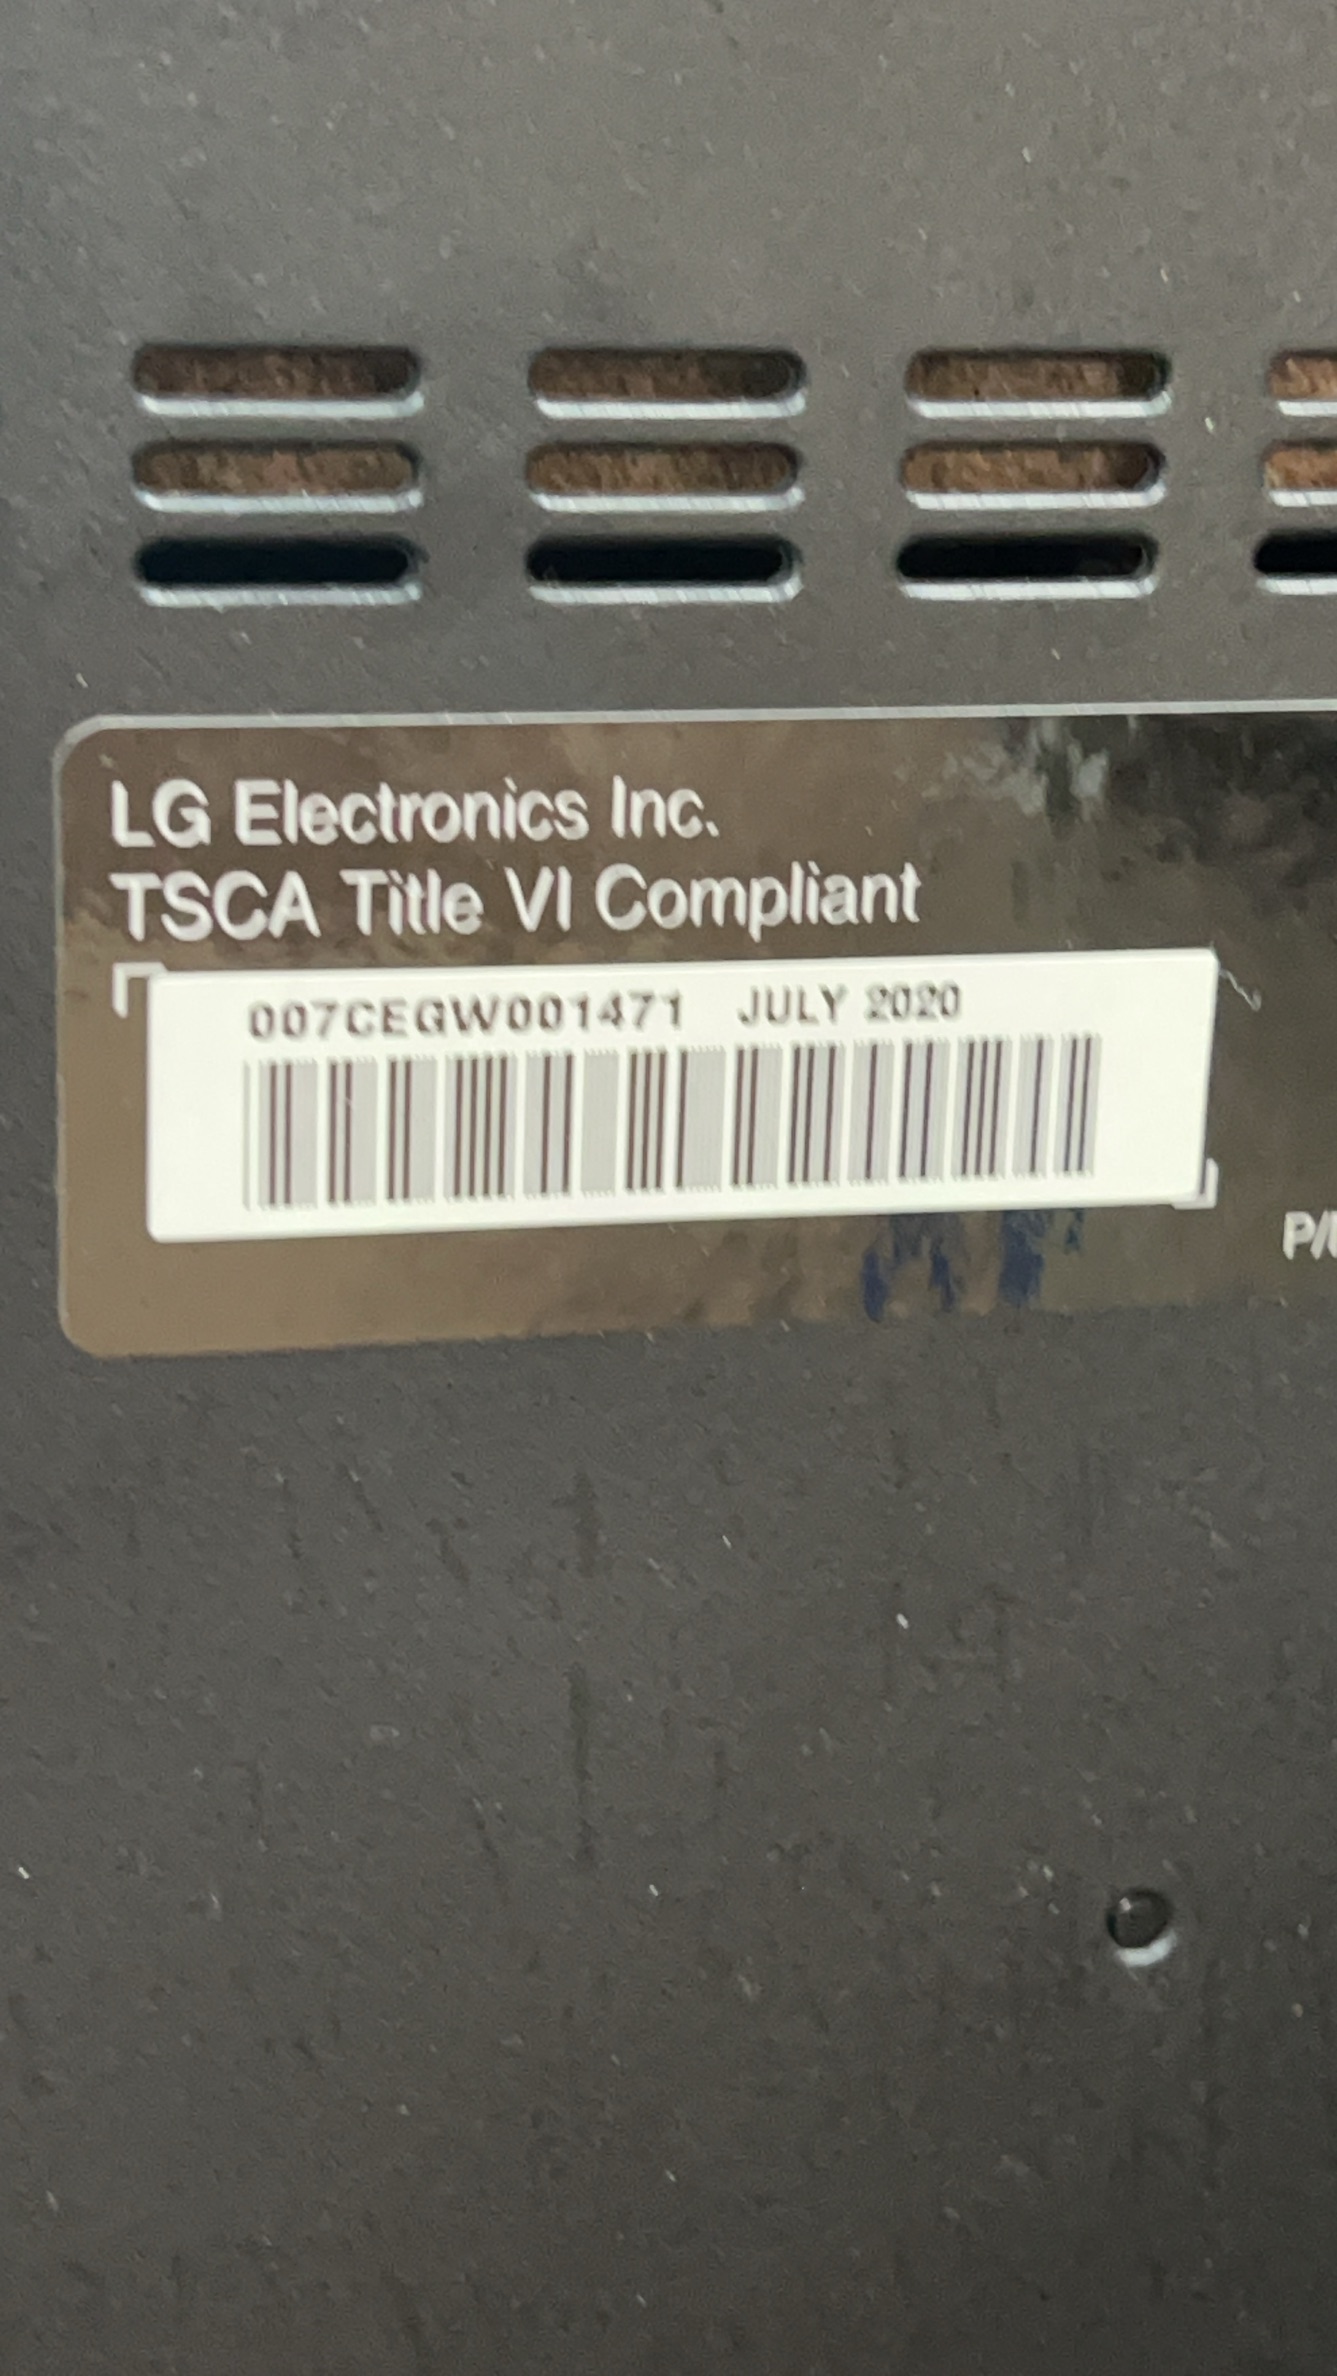 LG Electronics Inc.
TSCA Title VI Compliant
007CEGW001471 JULY 2020